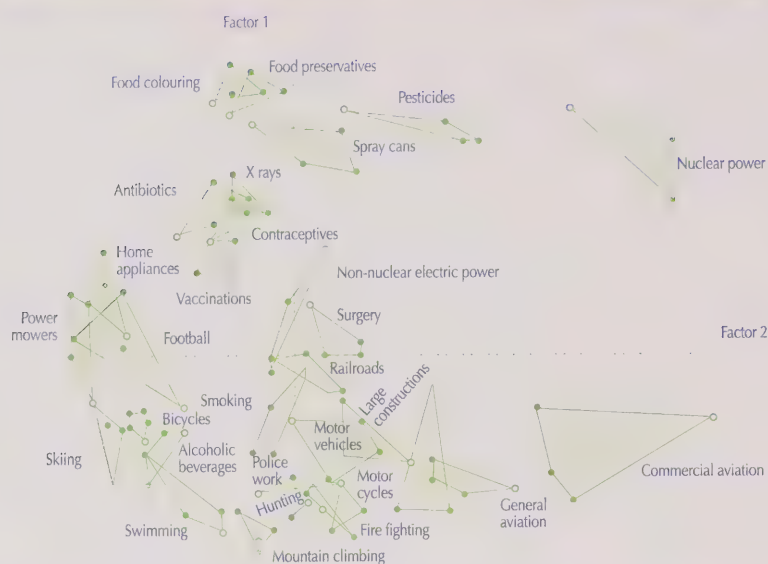 Factor 1
Food preservatives
Food colouring
Pesticides
Spray cans
Nuclear power
X rays
Antibiotics
Contraceptives
Home
appliances
Non-nuclear electric power
Vaccinations
Surgery
Power
mowers
Football
Factor 2
Railroads
Large
constructions
Smoking
Bicycles
Motor
vehicles
Skiing
Alcoholic
beverages
Police
work
Commercial aviation
Motor
cycles
Hunting
General
aviation
Swimming
Fire fighting
Mountain climbing